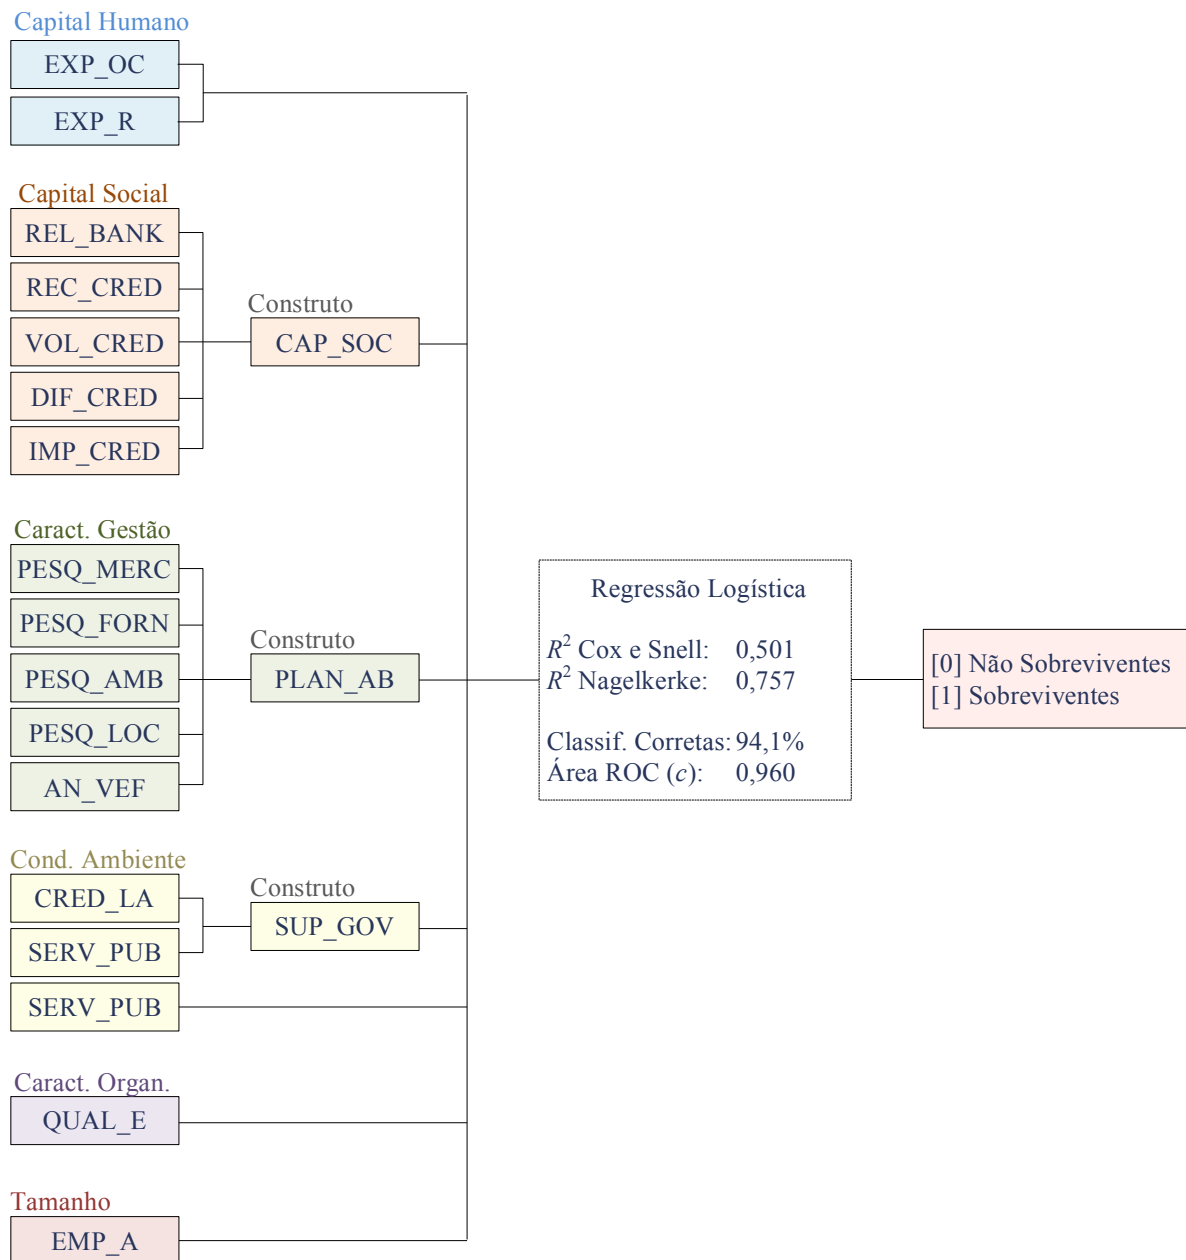 Capital Humano
EXP_OC
EXP_R
Capital Social
REL_BANK
REC_CRED
VOL_CRED
DIF_CRED
IMP_CRED
Construto
CAP_SOC
Caract. Gestão
PESQ_MERC
PESQ_FORN
PESQ_AMB
PESQ_LOC
AN_VEF
Construto
PLAN_AB
Cond. Ambiente
CRED_LA
SERV_PUB
SERV_PUB
Construto
SUP_GOV
Caract. Organ.
QUAL_E
Tamanho
EMP_A
Regressão Logística
R² Cox e Snell: 0,501
R² Nagelkerke: 0,757
Classif. Corretas: 94,1%
Área ROC (c): 0,960
[0] Não Sobreviventes
[1] Sobreviventes